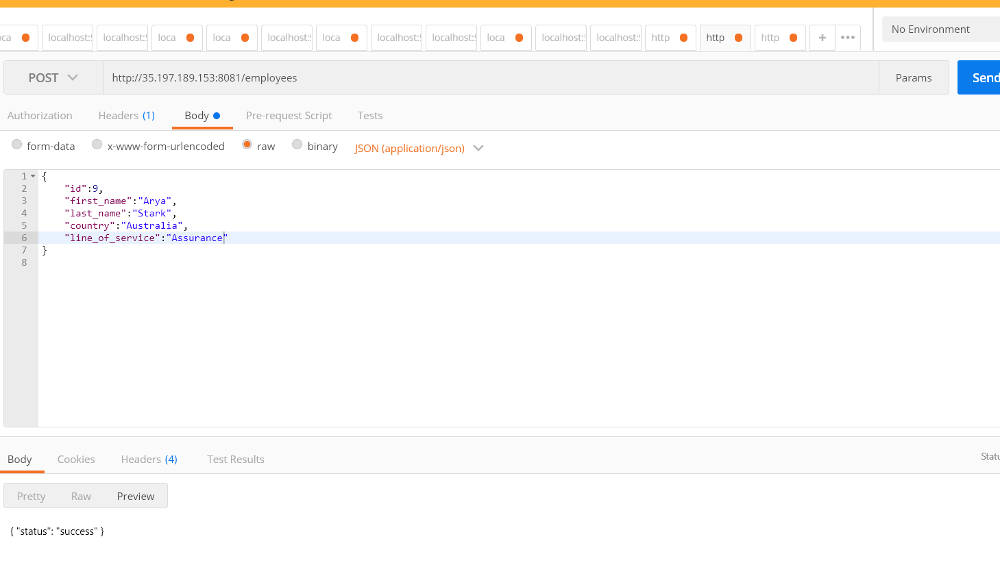 oca localhost:! localhost:! loca loca localhost:! loca localhost:! localhost:! loca localhost:! localhost:! http http http + •••
No Environment
POST http://35.197.189.153:8081/employees Params Send
Authorization Headers (1) Body Pre-request Script Tests
form-data x-www-form-urlencoded raw binary JSON (application/json)
1 {
2 "id":9,
3 "first_name":"Arya",
4 "last_name":"Stark",
5 "country":"Australia",
6 "line_of_service":"Assurance"
7 }
8
Body Cookies Headers (4) Test Results Statu
Pretty Raw Preview
{ "status": "success" }